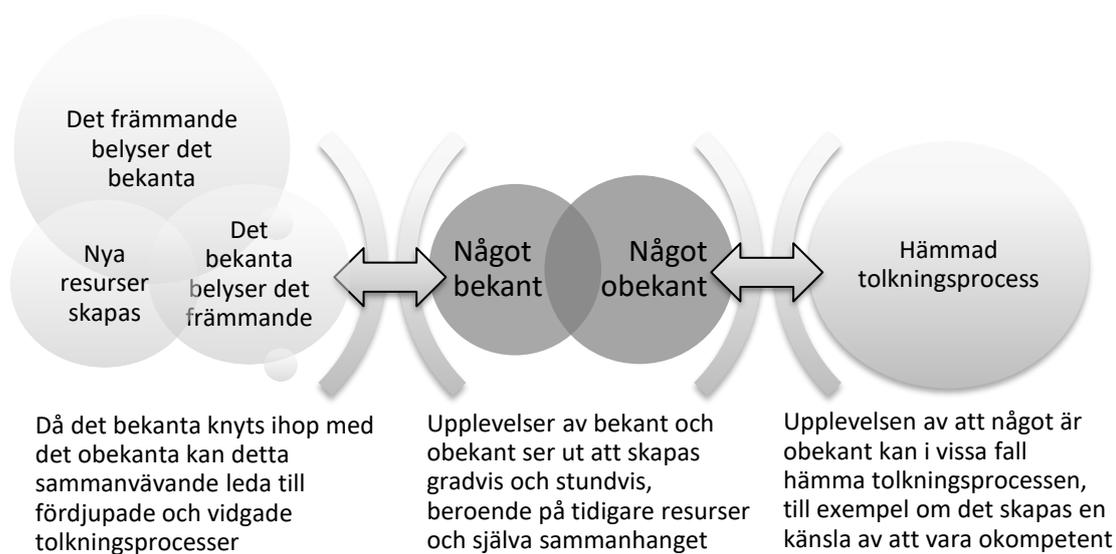 Det främmande
belyser det
bekanta
Nya
resurser
skapas
Det
bekanta
belyser det
främmande
Något
bekant
Något
obekant
Hämmad
tolkningsprocess
Då det bekanta knyts ihop med
det obekanta kan detta
sammanvävande leda till
fördjupade och vidgade
tolkningsprocesser
Upplevelser av bekant och
obekant ser ut att skapas
gradvis och stundvis,
beroende på tidigare resurser
och själva sammanhanget
Upplevelsen av att något är
obekant kan i vissa fall
hämma tolkningsprocessen,
till exempel om det skapas en
känsla av att vara okompetent